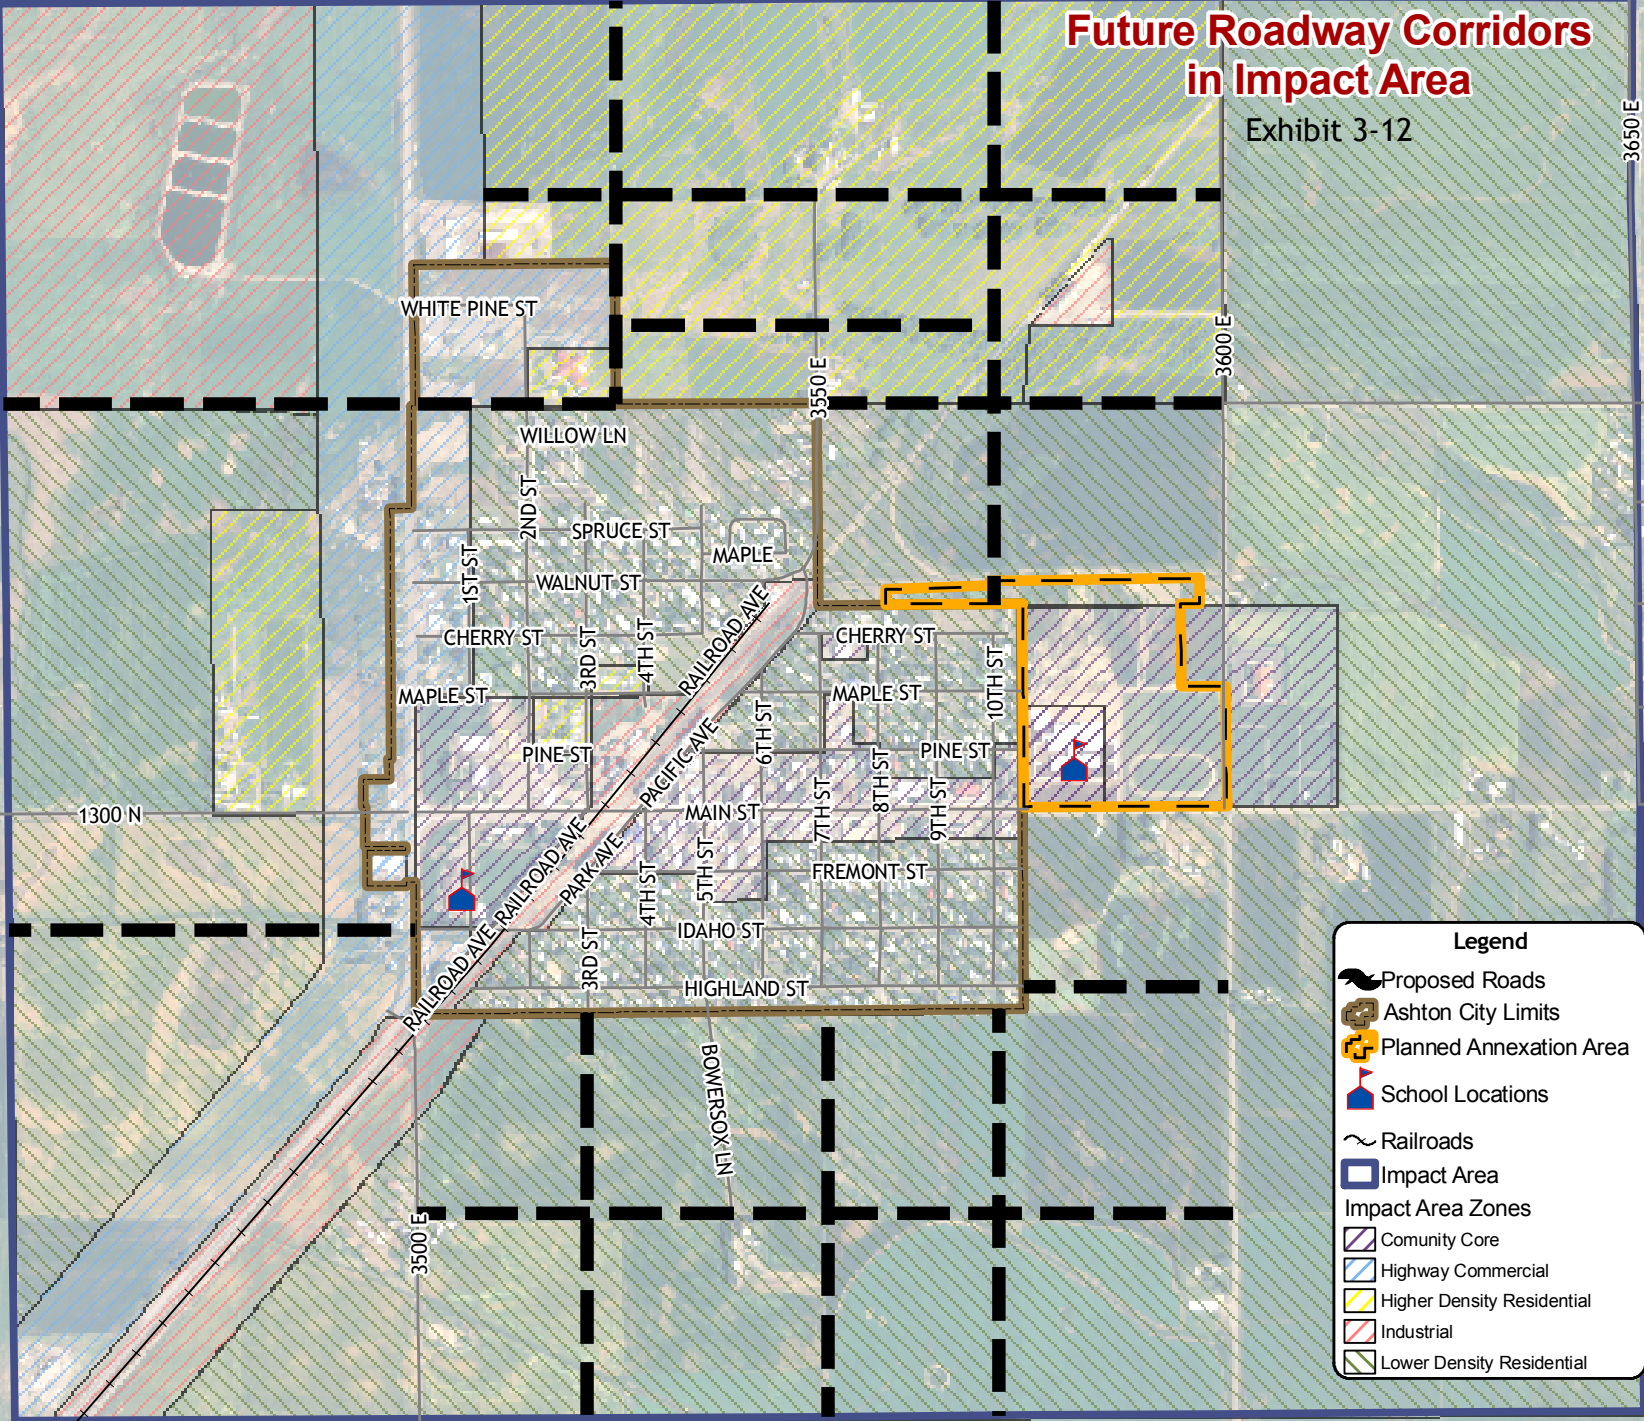 Future Roadway Corridors
in Impact Area
Exhibit 3-12
3650 E
WHITE PINE ST
3600 E
3550 E
WILLOW LN
2ND ST
SPRUCE ST
MAPLE
1ST ST
WALNUT ST
RAILROAD AVE
CHERRY ST
3RD ST
4TH ST
CHERRY ST
10TH ST
MAPLE ST
MAPLE ST
PINE ST
PACIFIC AVE
6TH ST
PINE ST
1300 N
MAIN ST
7TH ST
8TH ST
9TH ST
RAILROAD AVE
PARK AVE
4TH ST
5TH ST
FREMONT ST
RAILROAD AVE
3RD ST
IDAHO ST
HIGHLAND ST
BOWERSOX LN
3500 E
Legend
Proposed Roads
Ashton City Limits
Planned Annexation Area
School Locations
Railroads
Impact Area
Impact Area Zones
Comunity Core
Highway Commercial
Higher Density Residential
Industrial
Lower Density Residential